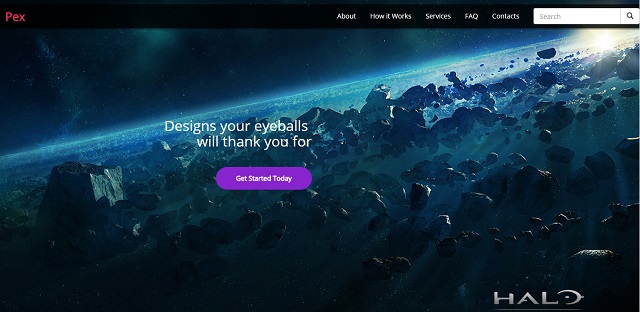 Pex
About
How it Works
Services
FAQ
Contacts
Search
Designs your eyeballs
will thank you for
Get Started Today
HALO